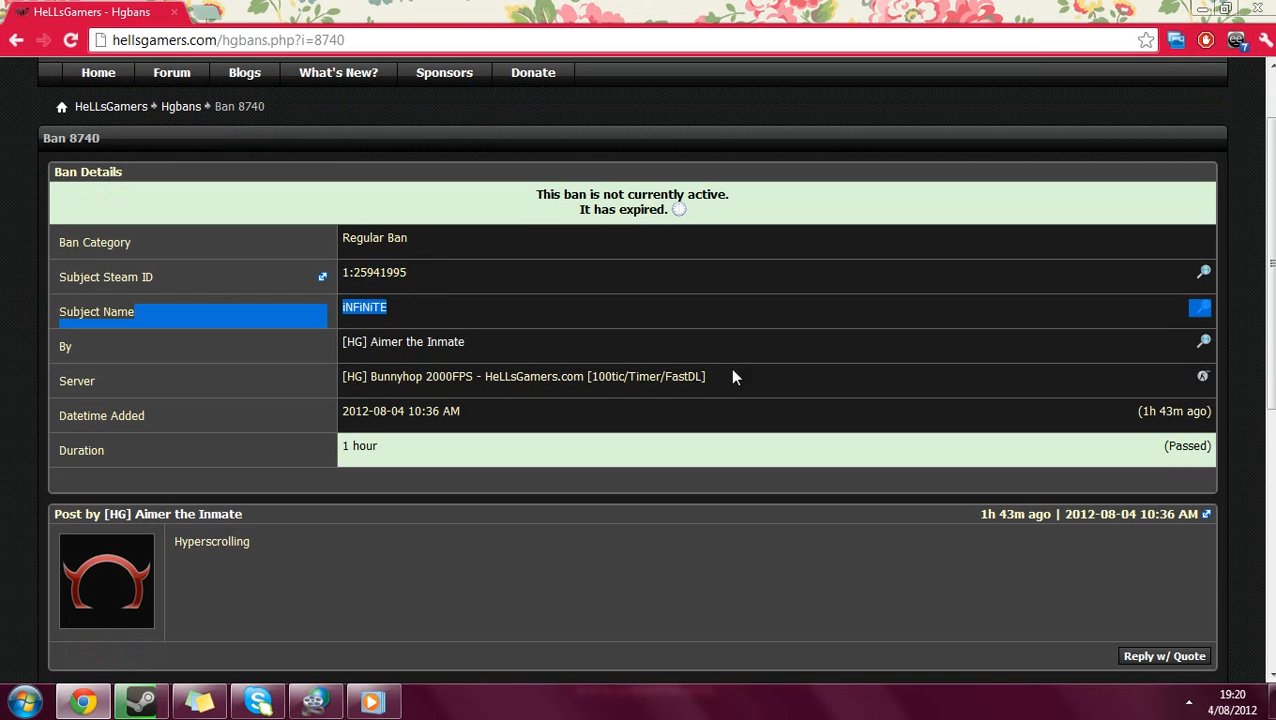 HeLLsGamers - Hgbans
hellsgamers.com/hgbans.php?i=8740
7
Home Forum Blogs What's New? Sponsors Donate
HeLLsGamers Hgbans Ban 8740
Ban 8740
Ban Details
This ban is not currently active.
It has expired.
Ban Category Regular Ban
Subject Steam ID 1:25941995
Subject Name iNFiNiTE
By [HG] Aimer the Inmate
Server [HG] Bunnyhop 2000FPS - HeLLsGamers.com [100tic/Timer/FastDL]
Datetime Added 2012-08-04 10:36 AM (1h 43m ago)
Duration 1 hour (Passed)
Post by [HG] Aimer the Inmate 1h 43m ago | 2012-08-04 10:36 AM
Hyperscrolling
Reply w/ Quote
19:20
4/08/2012